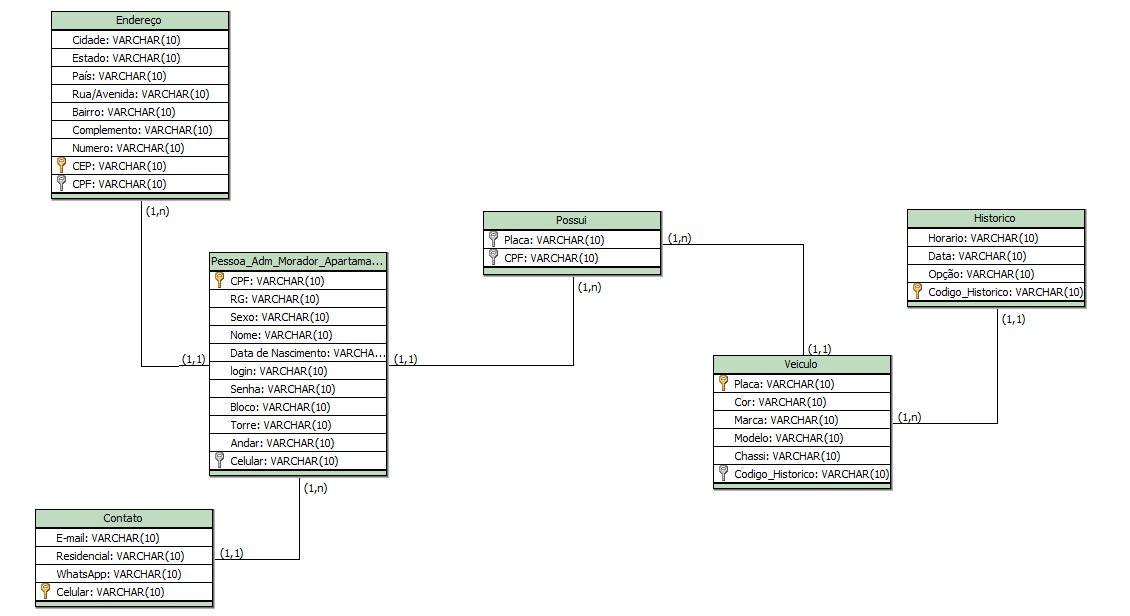 Endereço
Cidade: VARCHAR(10)
Estado: VARCHAR(10)
País: VARCHAR(10)
Rua/Avenida: VARCHAR(10)
Bairro: VARCHAR(10)
Complemento: VARCHAR(10)
Numero: VARCHAR(10)
CEP: VARCHAR(10)
CPF: VARCHAR(10)
(1,n)
(1,1)
Pessoa_Adm_Morador_Apartama...
CPF: VARCHAR(10)
RG: VARCHAR(10)
Sexo: VARCHAR(10)
Nome: VARCHAR(10)
Data de Nascimento: VARCHA...
login: VARCHAR(10)
Senha: VARCHAR(10)
Bloco: VARCHAR(10)
Torre: VARCHAR(10)
Andar: VARCHAR(10)
Celular: VARCHAR(10)
(1,1)
(1,n)
Contato
E-mail: VARCHAR(10)
Residencial: VARCHAR(10)
WhatsApp: VARCHAR(10)
Celular: VARCHAR(10)
(1,1)
Possui
Placa: VARCHAR(10)
CPF: VARCHAR(10)
(1,n)
(1,n)
(1,1)
Veiculo
Placa: VARCHAR(10)
Cor: VARCHAR(10)
Marca: VARCHAR(10)
Modelo: VARCHAR(10)
Chassi: VARCHAR(10)
Codigo_Historico: VARCHAR(10)
(1,n)
Historico
Horario: VARCHAR(10)
Data: VARCHAR(10)
Opção: VARCHAR(10)
Codigo_Historico: VARCHAR(10)
(1,1)